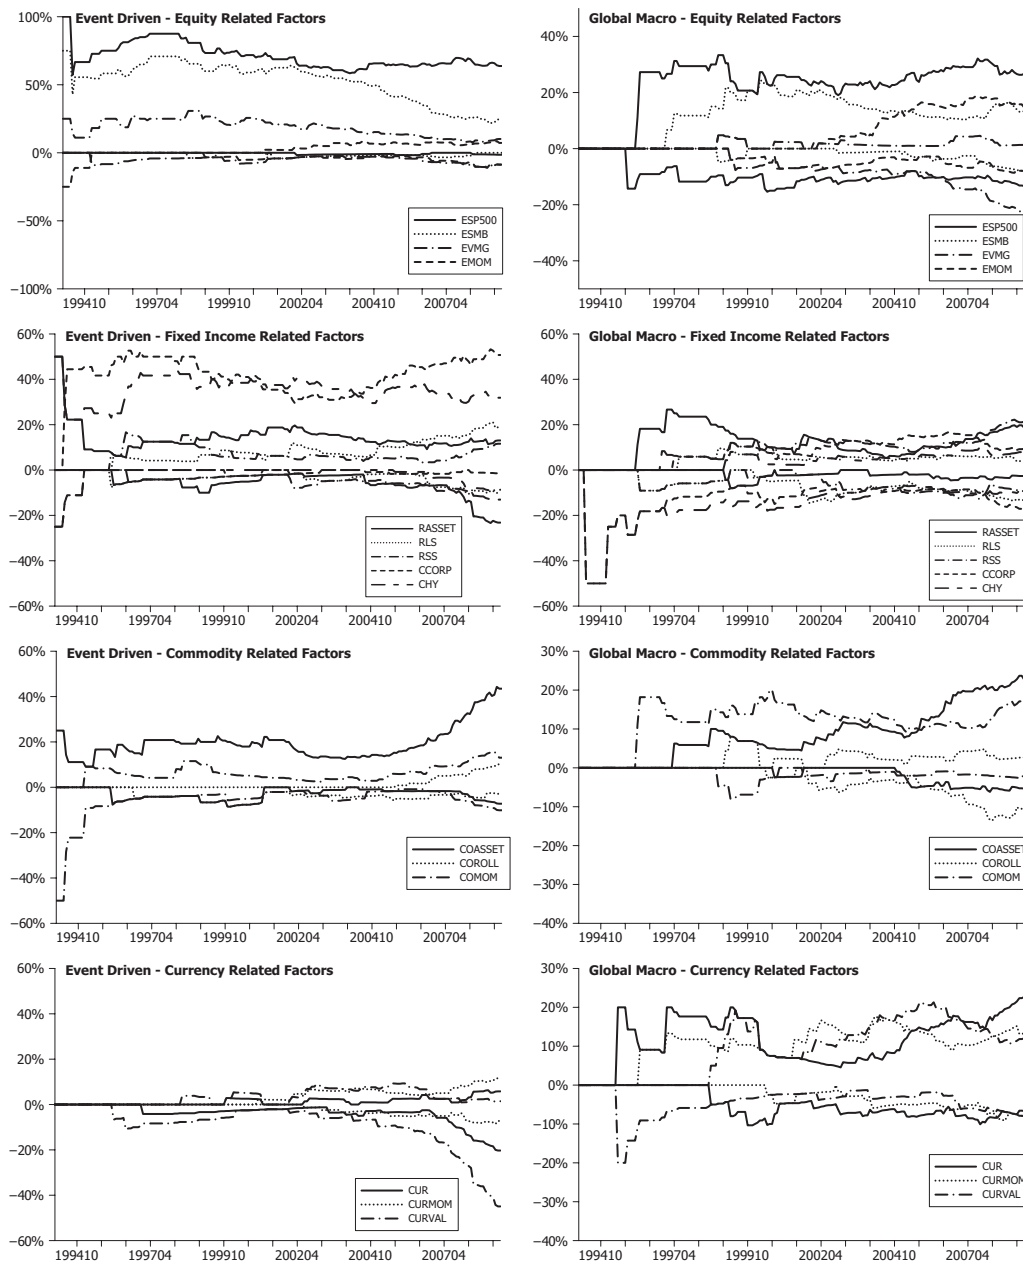 Event Driven - Equity Related Factors
100%
50%
0%
−50%
−100%
ESP500
ESMB
EVMG
EMOM
199410 199704 199910 200204 200410 200704
Global Macro - Equity Related Factors
40%
20%
0%
−20%
−40%
ESP500
ESMB
EVMG
EMOM
199410 199704 199910 200204 200410 200704
Event Driven - Fixed Income Related Factors
60%
40%
20%
0%
−20%
−40%
−60%
RASSET
RLS
RSS
CCORP
CHY
199410 199704 199910 200204 200410 200704
Global Macro - Fixed Income Related Factors
60%
40%
20%
0%
−20%
−40%
−60%
RASSET
RLS
RSS
CCORP
CHY
199410 199704 199910 200204 200410 200704
Event Driven - Commodity Related Factors
60%
40%
20%
0%
−20%
−40%
−60%
COASSET
COROLL
COMOM
199410 199704 199910 200204 200410 200704
Global Macro - Commodity Related Factors
30%
20%
10%
0%
−10%
−20%
−30%
−40%
COASSET
COROLL
COMOM
199410 199704 199910 200204 200410 200704
Event Driven - Currency Related Factors
60%
40%
20%
0%
−20%
−40%
−60%
CUR
CURMOM
CURVAL
199410 199704 199910 200204 200410 200704
Global Macro - Currency Related Factors
30%
20%
10%
0%
−10%
−20%
−30%
−40%
CUR
CURMOM
CURVAL
199410 199704 199910 200204 200410 200704